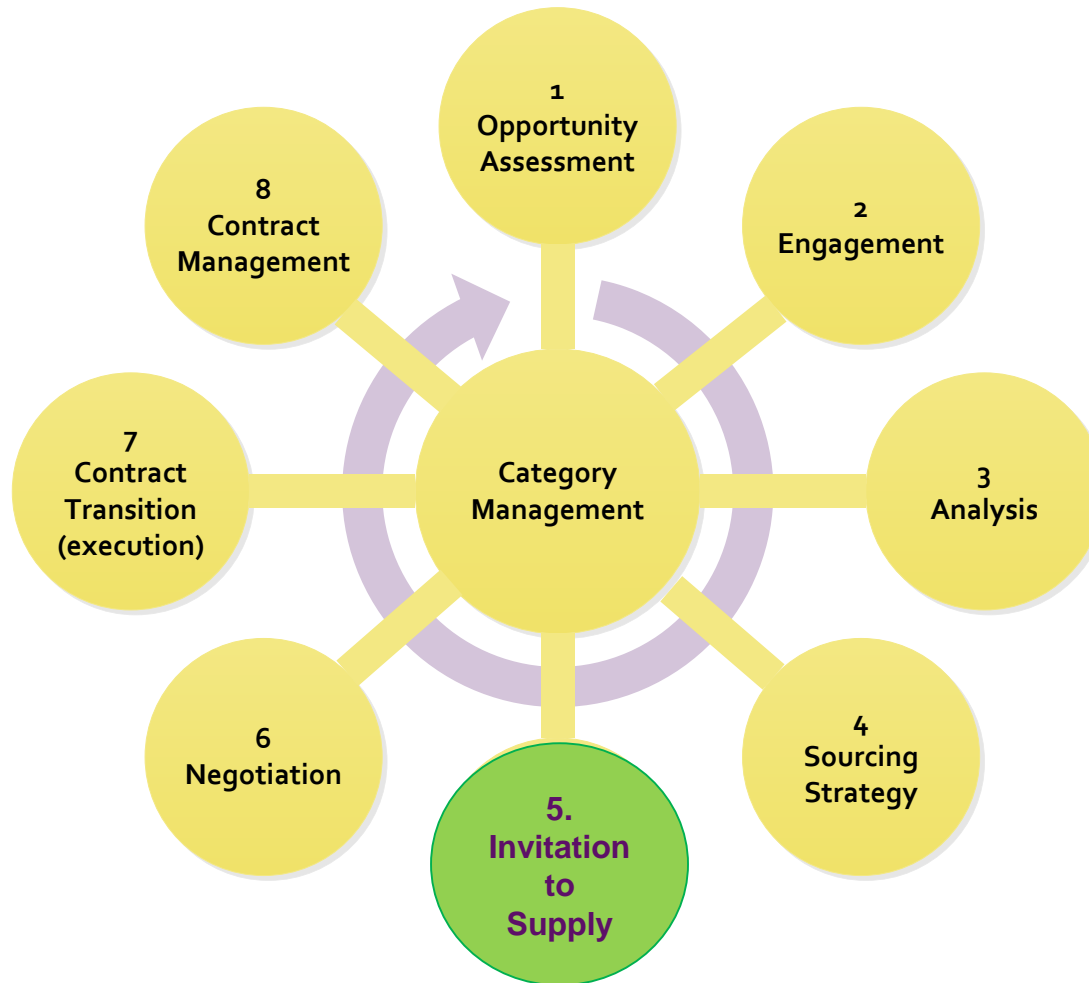 1
Opportunity
Assessment
2
Engagement
3
Analysis
4
Sourcing
Strategy
5.
Invitation
to
Supply
6
Negotiation
7
Contract
Transition
(execution)
8
Contract
Management
Category
Management